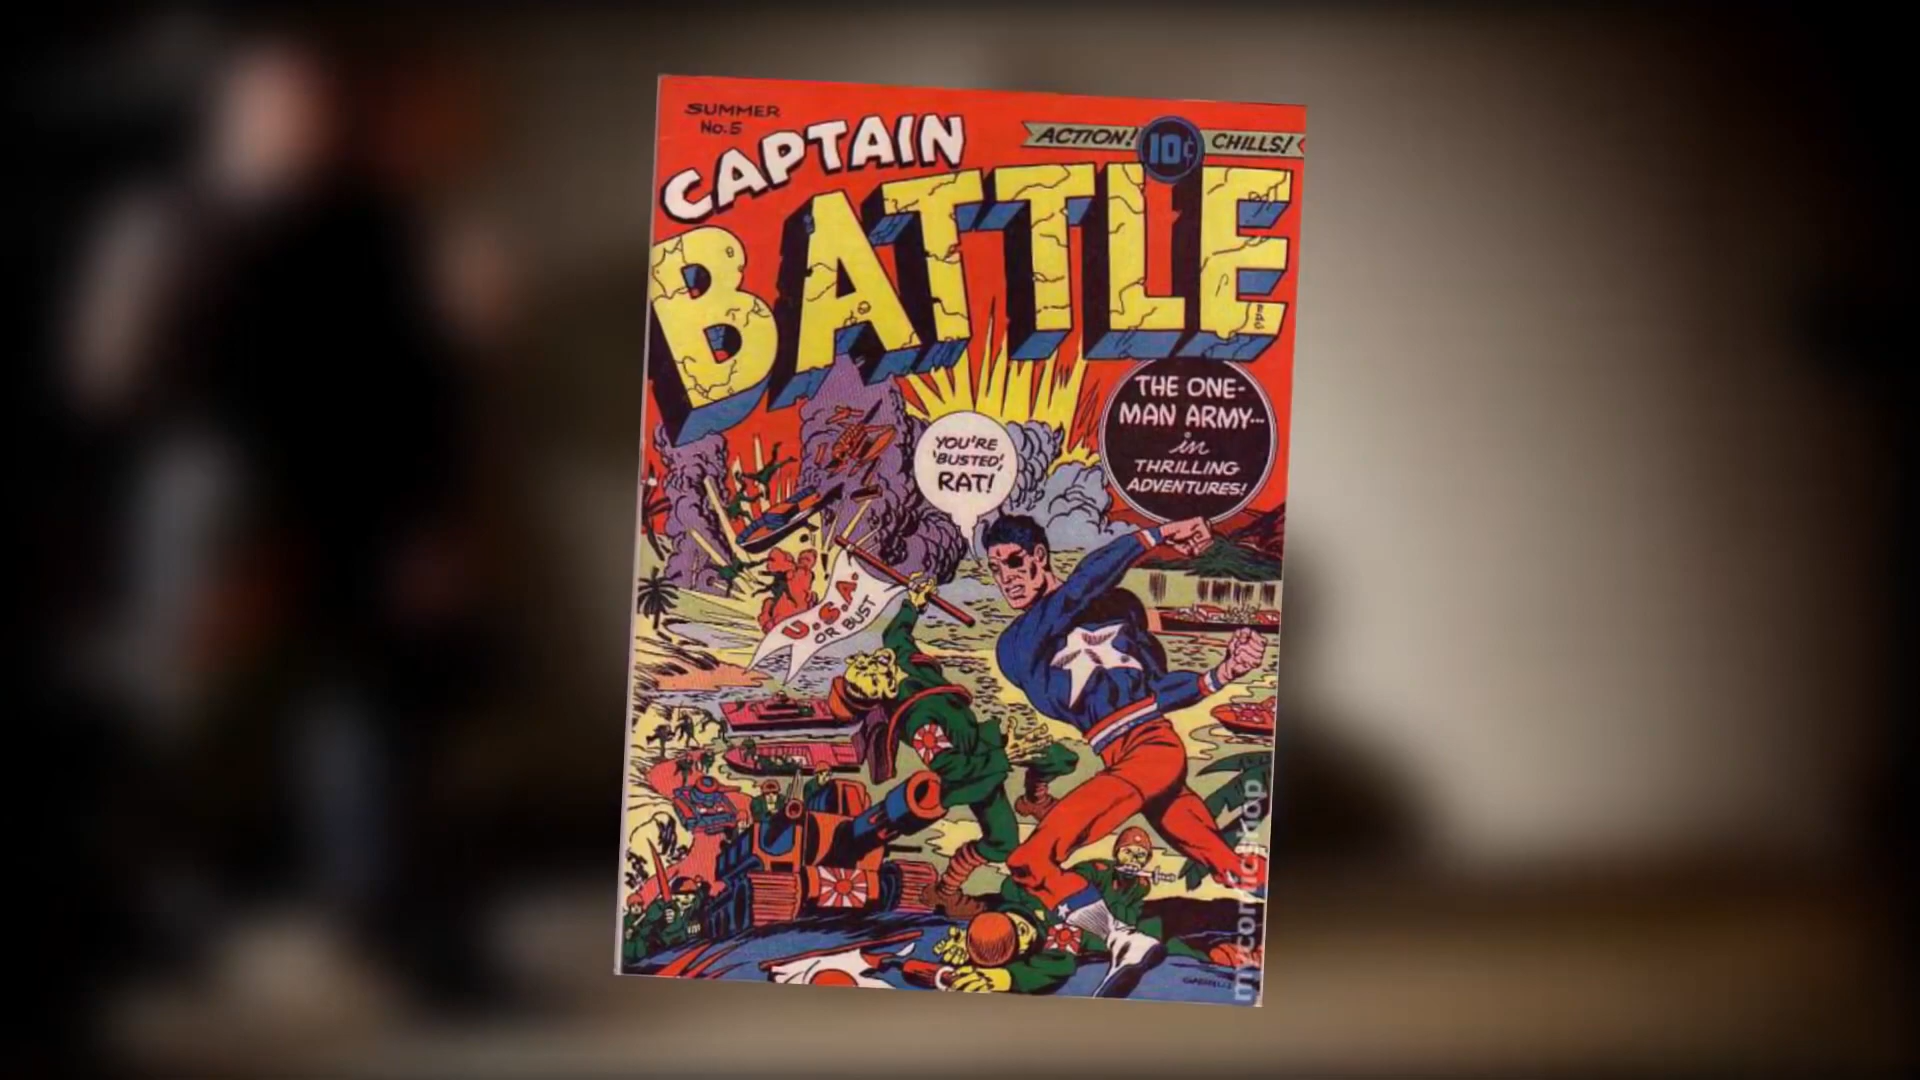 SUMMER
No. 5
CAPTAIN
BATTLE
ACTION!
10¢
CHILLS!
THE ONE-
MAN ARMY...
in
THRILLING
ADVENTURES!
YOU'RE
'BUSTED',
RAT!
U.S.A.
OR BUST
mycomicshop